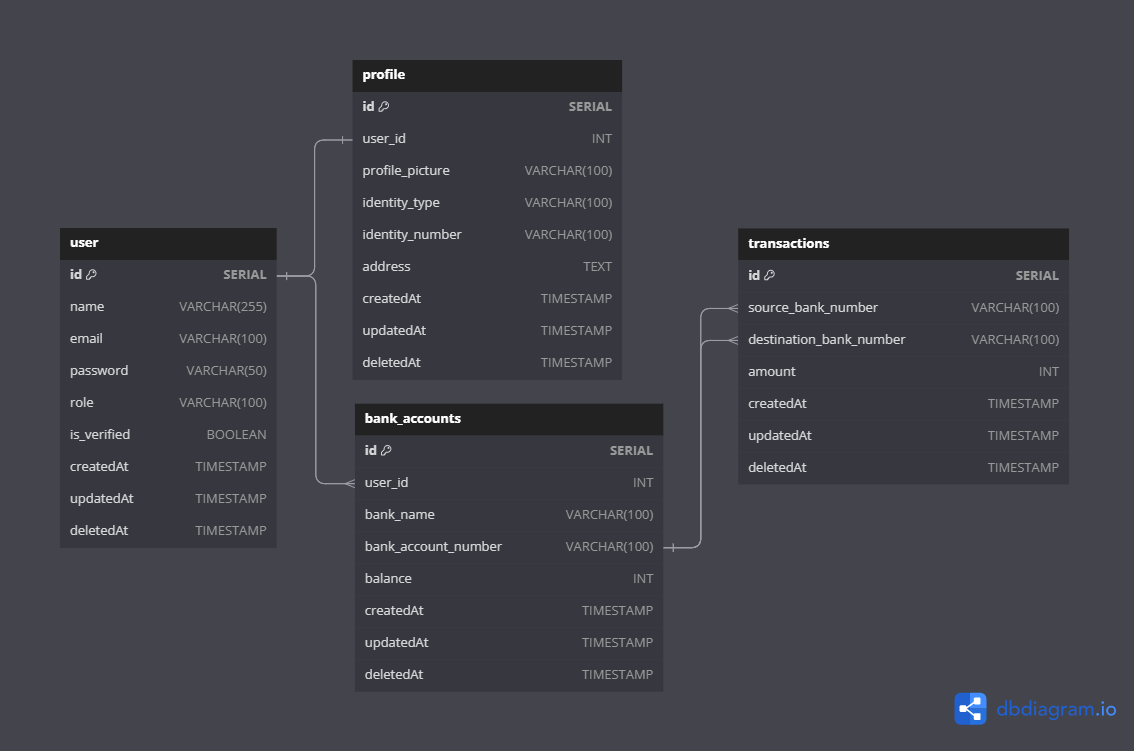 profile
id SERIAL
user_id INT
profile_picture VARCHAR(100)
identity_type VARCHAR(100)
identity_number VARCHAR(100)
address TEXT
createdAt TIMESTAMP
updatedAt TIMESTAMP
deletedAt TIMESTAMP
user
id SERIAL
name VARCHAR(255)
email VARCHAR(100)
password VARCHAR(50)
role VARCHAR(100)
is_verified BOOLEAN
createdAt TIMESTAMP
updatedAt TIMESTAMP
deletedAt TIMESTAMP
bank_accounts
id SERIAL
user_id INT
bank_name VARCHAR(100)
bank_account_number VARCHAR(100)
balance INT
createdAt TIMESTAMP
updatedAt TIMESTAMP
deletedAt TIMESTAMP
transactions
id SERIAL
source_bank_number VARCHAR(100)
destination_bank_number VARCHAR(100)
amount INT
createdAt TIMESTAMP
updatedAt TIMESTAMP
deletedAt TIMESTAMP
dbdiagram.io